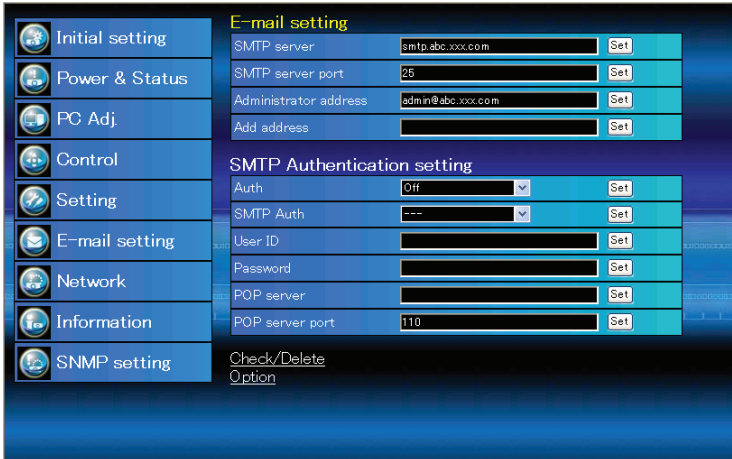 Initial setting
Power & Status
PC Adj.
Control
Setting
E-mail setting
Network
Information
SNMP setting
E-mail setting
SMTP server smtp.abc.xxx.com Set
SMTP server port 25 Set
Administrator address admin@abc.xxx.com Set
Add address Set
SMTP Authentication setting
Auth Off Set
SMTP Auth --- Set
User ID Set
Password Set
POP server Set
POP server port 110 Set
Check/Delete
Option